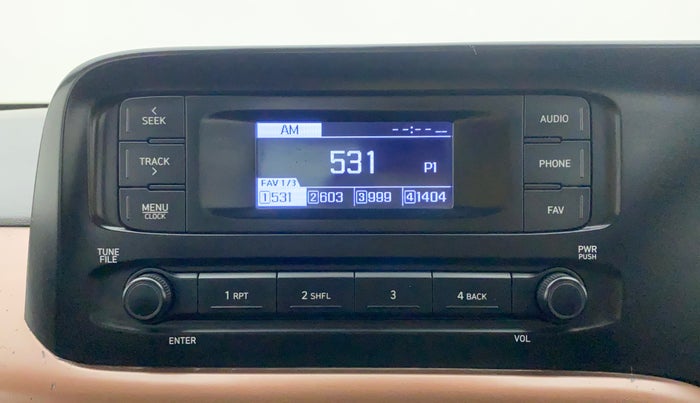 < SEEK
TRACK >
MENU
CLOCK
AM
--:-- __
531
P1
FAV 1/3
1 531 2 603 3 999 4 1404
AUDIO
PHONE
FAV
TUNE
FILE
PWR
PUSH
1 RPT
2 SHFL
3
4 BACK
ENTER
VOL